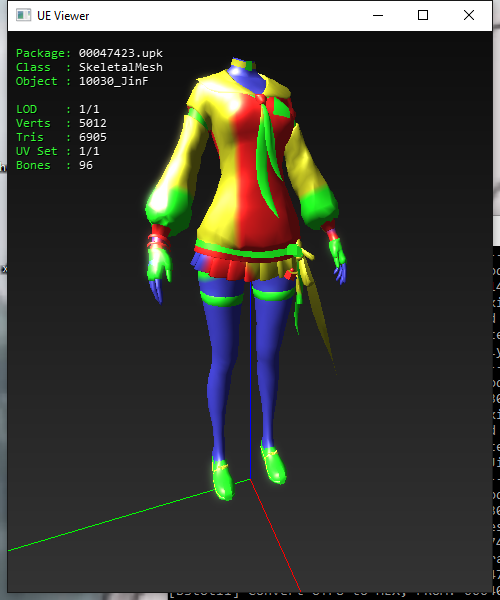 UE Viewer
Package: 00047423.upk
Class : SkeletalMesh
Object : 10030_JinF
LOD : 1/1
Verts : 5012
Tris : 6905
UV Set : 1/1
Bones : 96